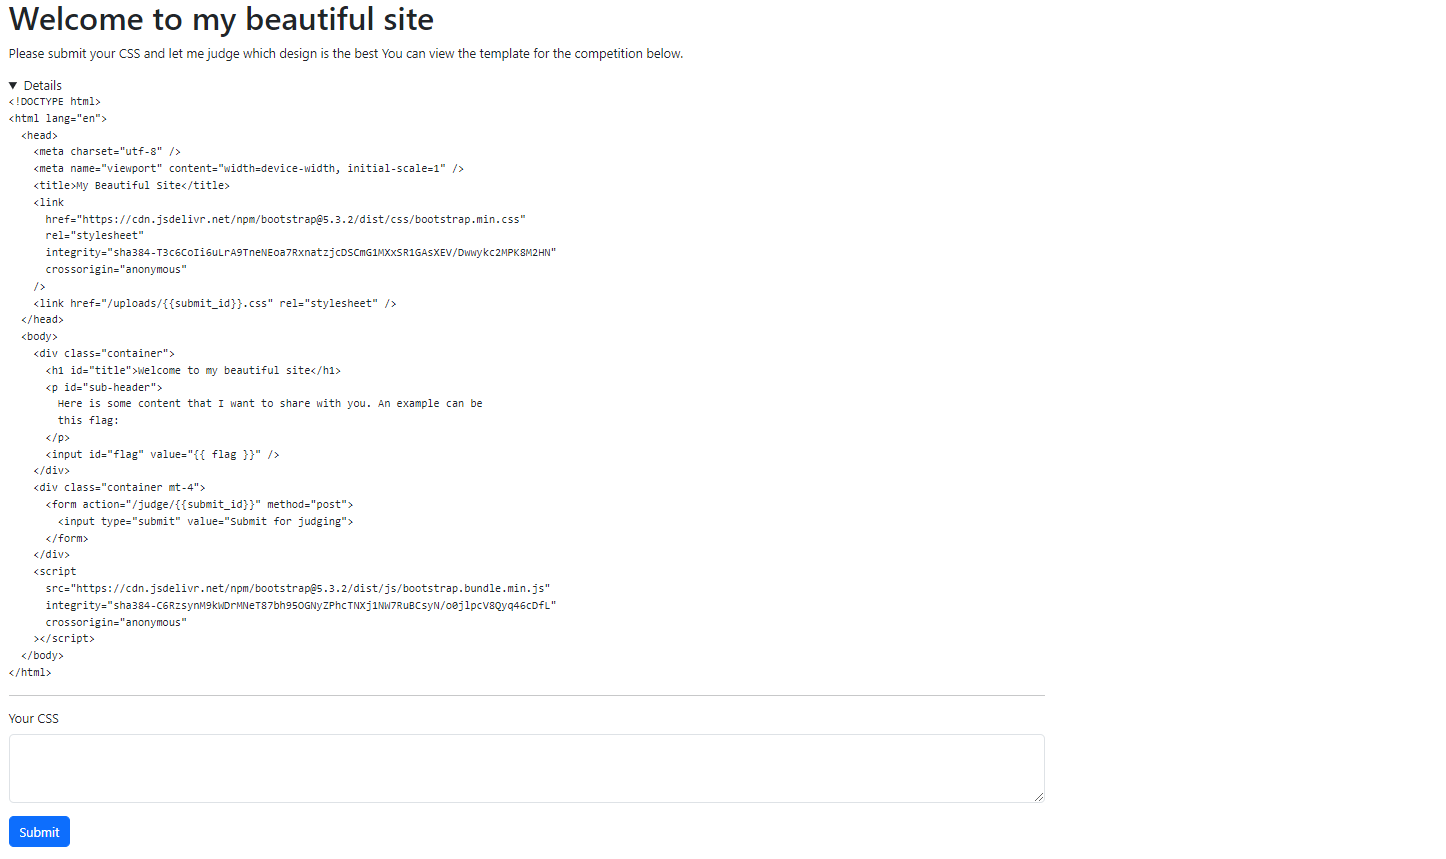 Welcome to my beautiful site
Please submit your CSS and let me judge which design is the best You can view the template for the competition below.
▼ Details
<!DOCTYPE html>
<html lang="en">
  <head>
    <meta charset="utf-8" />
    <meta name="viewport" content="width=device-width, initial-scale=1" />
    <title>My Beautiful Site</title>
    <link
      href="https://cdn.jsdelivr.net/npm/bootstrap@5.3.2/dist/css/bootstrap.min.css"
      rel="stylesheet"
      integrity="sha384-T3c6CoIi6uLrA9TneNEoa7RxnatzjcDSCmG1MXxSR1GAsXEV/Dwwykc2MPK8M2HN"
      crossorigin="anonymous"
    />
    <link href="/uploads/{{submit_id}}.css" rel="stylesheet" />
  </head>
  <body>
    <div class="container">
      <h1 id="title">Welcome to my beautiful site</h1>
      <p id="sub-header">
        Here is some content that I want to share with you. An example can be
        this flag:
      </p>
      <input id="flag" value="{{ flag }}" />
    </div>
    <div class="container mt-4">
      <form action="/judge/{{submit_id}}" method="post">
        <input type="submit" value="Submit for judging">
      </form>
    </div>
    <script
      src="https://cdn.jsdelivr.net/npm/bootstrap@5.3.2/dist/js/bootstrap.bundle.min.js"
      integrity="sha384-C6RzsynM9kWDrMNeT87bh95OGNyZPhcTNXj1NW7RuBCsyN/o0jlpcV8Qyq46cDfL"
      crossorigin="anonymous"
    ></script>
  </body>
</html>
Your CSS
Submit